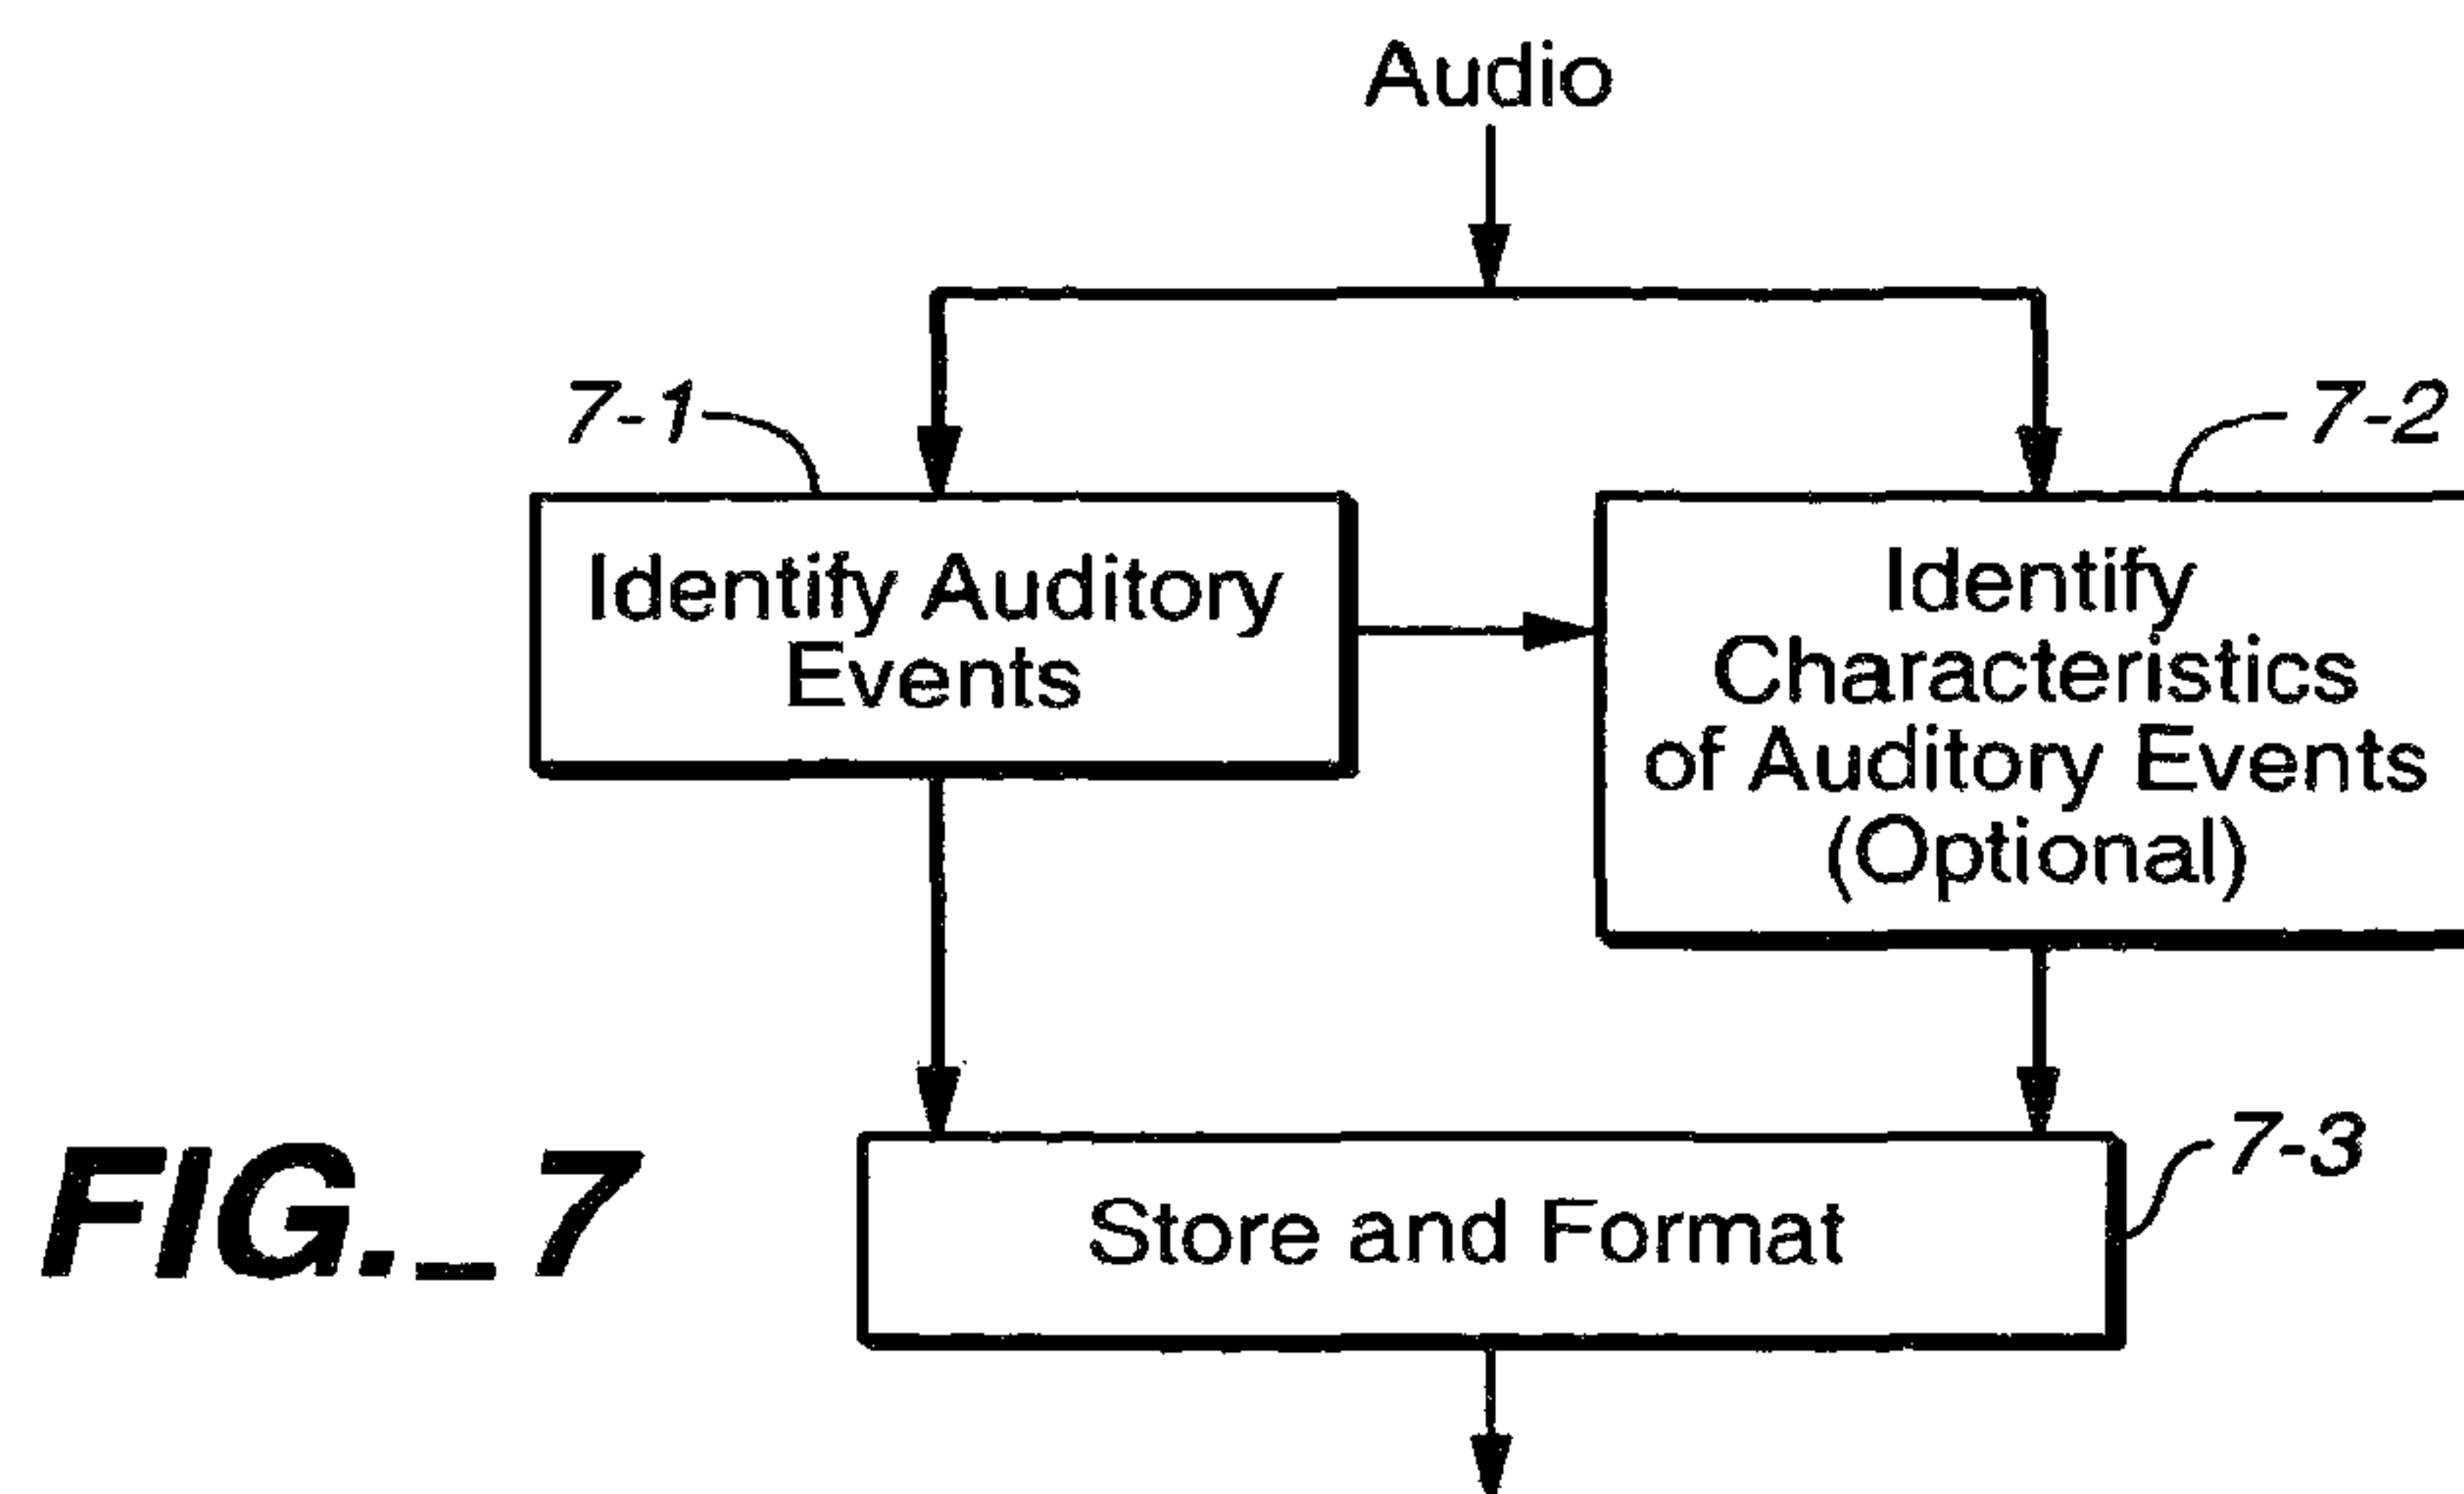 Audio
7-1
7-2
Identify Auditory
Events
Identify
Characteristics
of Auditory Events
(Optional)
7-3
Store and Format
FIG._7